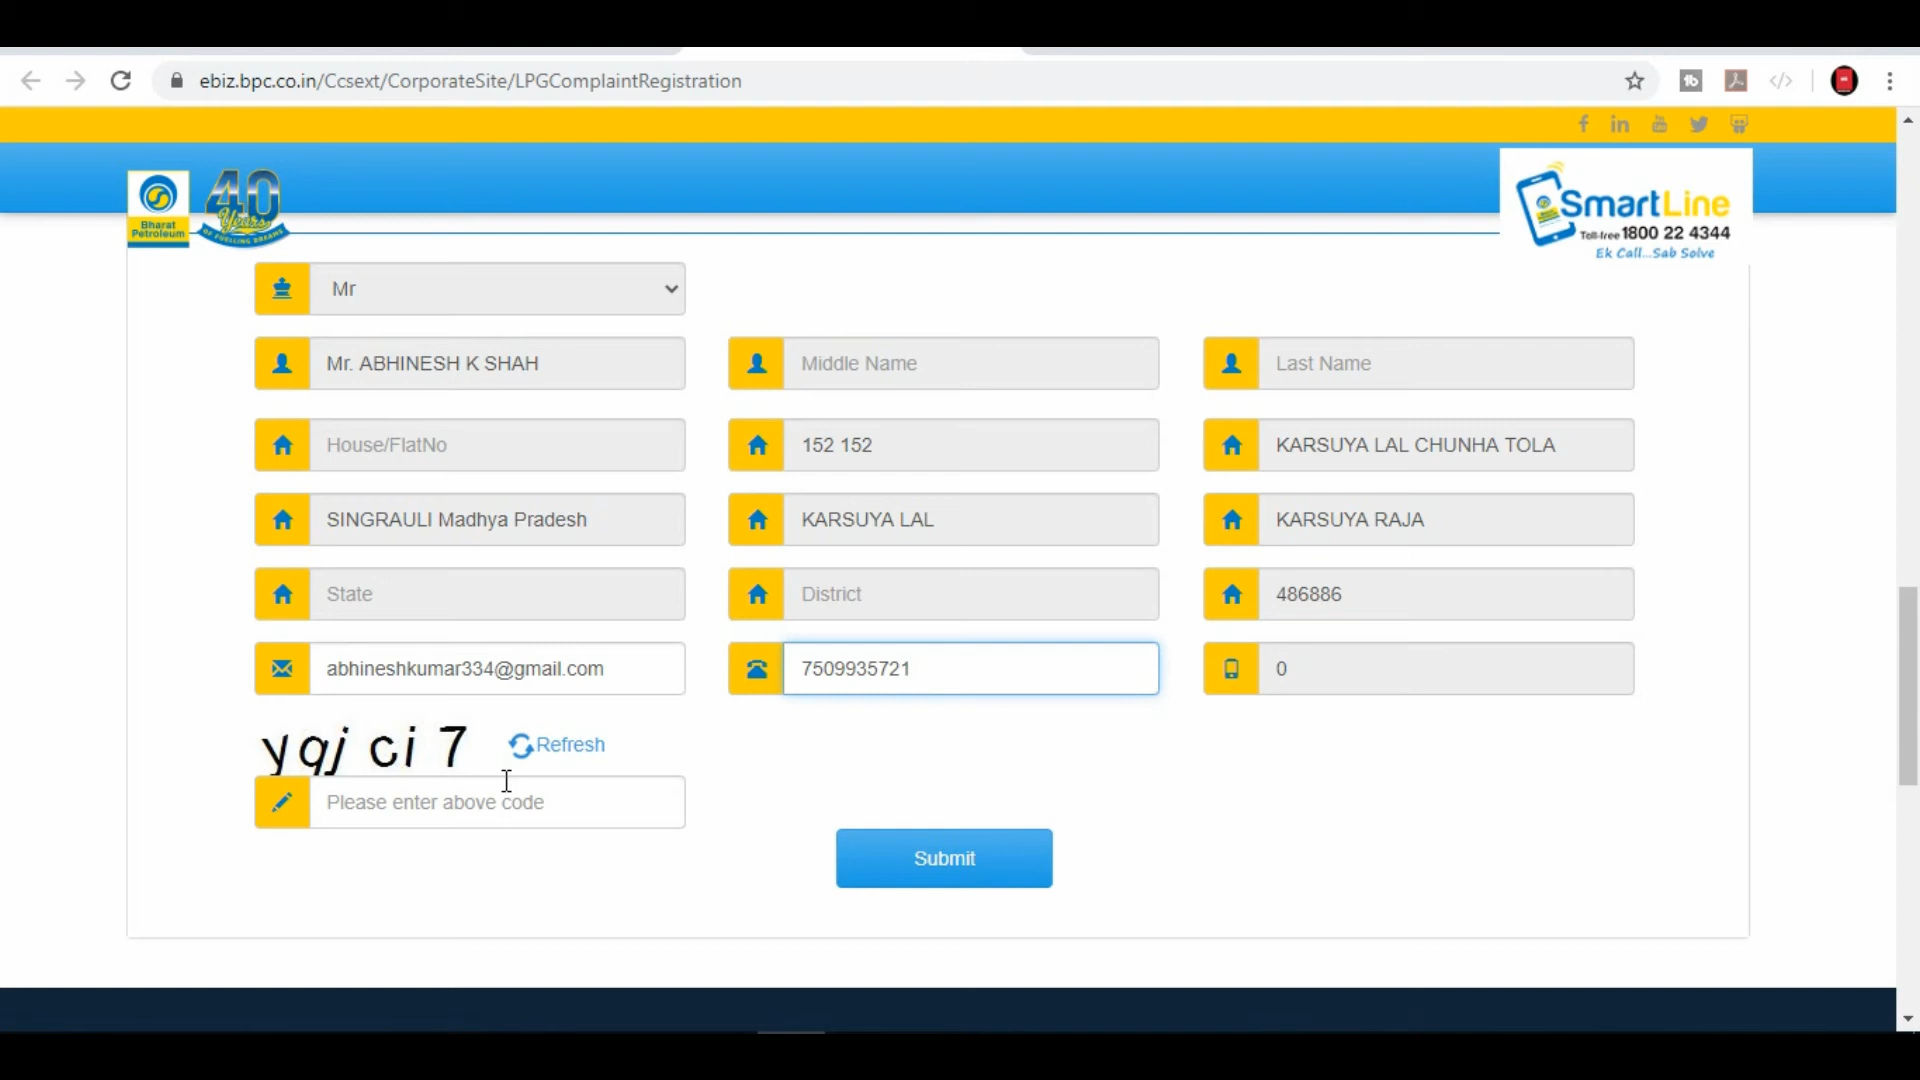 ebiz.bpc.co.in/Ccsext/CorporateSite/LPGComplaintRegistration
Bharat
Petroleum
40
Years
OF FUELLING DREAMS
SmartLine
Toll-free 1800 22 4344
Ek Call...Sab Solve
Mr
Mr. ABHINESH K SHAH
Middle Name
Last Name
House/FlatNo
152 152
KARSUYA LAL CHUNHA TOLA
SINGRAULI Madhya Pradesh
KARSUYA LAL
KARSUYA RAJA
State
District
486886
abhineshkumar334@gmail.com
7509935721
0
yqj ci 7
Refresh
Please enter above code
Submit